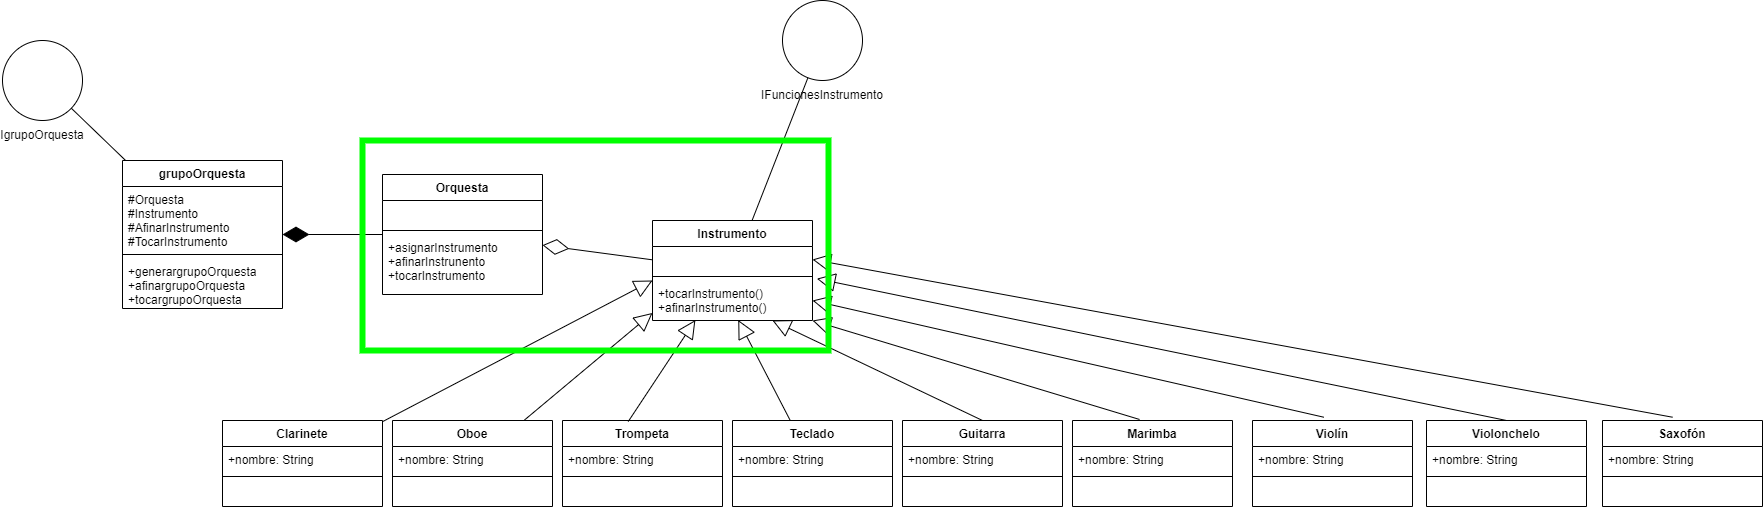 IFuncionesInstrumento
IgrupoOrquesta
grupoOrquesta
#Orquesta
#Instrumento
#AfinarInstrumento
#TocarInstrumento
+generargrupoOrquesta
+afinargrupoOrquesta
+tocargrupoOrquesta
Orquesta
+asignarInstrumento
+afinarInstrunento
+tocarInstrumento
Instrumento
+tocarInstrumento()
+afinarInstrumento()
Clarinete
+nombre: String
Oboe
+nombre: String
Trompeta
+nombre: String
Teclado
+nombre: String
Guitarra
+nombre: String
Marimba
+nombre: String
Violín
+nombre: String
Violonchelo
+nombre: String
Saxofón
+nombre: String